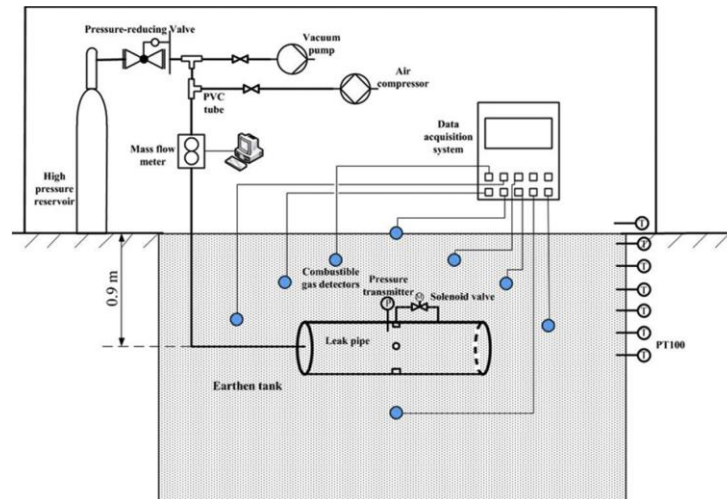 Pressure-reducing Valve
Vacuum
pump
Air
compressor
PVC
tube
Mass flow
meter
High
pressure
reservoir
Data
acquisition
system
0.9 m
Combustible
gas detectors
Pressure
transmitter
P
M
Solenoid valve
Leak pipe
Earthen tank
T
T
T
T
T
T
T
PT100